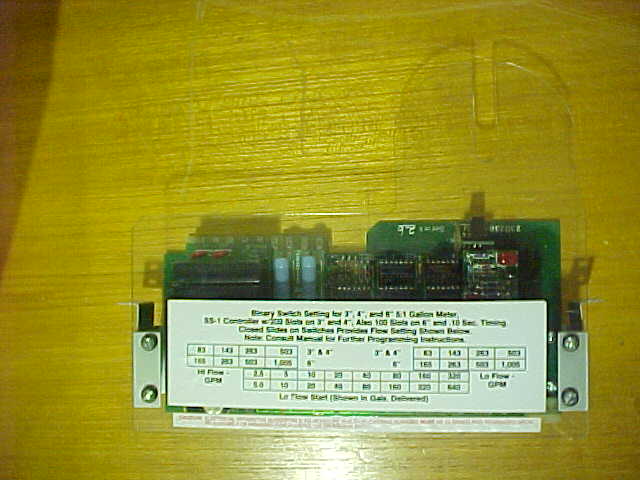 Binary Switch Setting for 3", 4", and 6" 5:1 Gallon Meter,
SS-1 Controller w/200 Slots on 3" and 4", Also 100 Slots on 6" and .10 Sec. Timing
Closed Slides on Switches Provides Flow Setting Shown Below.
Note: Consult Manual for Further Programming Instructions.
83 143 263 503 3" & 4" 3" & 4" 83 143 263 503
165 283 503 1,005 6" 6" 165 263 503 1,005
Hi Flow - GPM 2.5 5 10 20 40 80 160 320 Lo Flow - GPM
5.0 10 20 40 80 160 320 640
Lo Flow Start (Shown in Gals. Delivered)